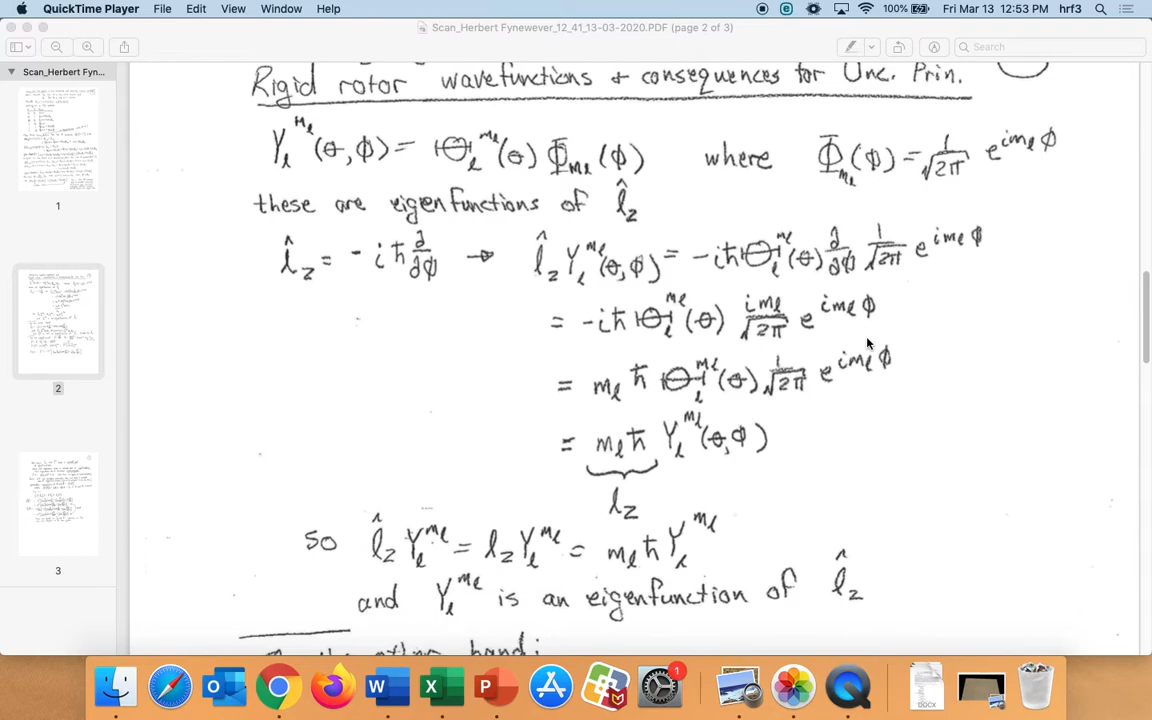 QuickTime Player File Edit View Window Help 100% Fri Mar 13 12:53 PM hrf3
Scan_Herbert Fynewever_12_41_13-03-2020.PDF (page 2 of 3)
Search
Scan_Herbert Fyn...
1
2
3
Rigid rotor wavefunctions + consequences for Unc. Prin.
Y_l^{m_l}(θ,ϕ) = Θ_l^{m_l}(θ) Φ_{m_l}(ϕ) where Φ_{m_l}(ϕ) = 1/√2π e^{im_lϕ}
these are eigenfunctions of l̂_z
l̂_z = -iħ ∂/∂ϕ → l̂_z Y_l^{m_l}(θ,ϕ) = -iħ Θ_l^{m_l}(θ) ∂/∂ϕ 1/√2π e^{im_lϕ}
= -iħ Θ_l^{m_l}(θ) im_l/√2π e^{im_lϕ}
= m_l ħ Θ_l^{m_l}(θ) 1/√2π e^{im_lϕ}
= m_l ħ Y_l^{m_l}(θ,ϕ)
l_z
so l̂_z Y_l^{m_l} = l_z Y_l^{m_l} = m_l ħ Y_l^{m_l}
and Y_l^{m_l} is an eigenfunction of l̂_z
the other hand:
W X P 1
DOCX